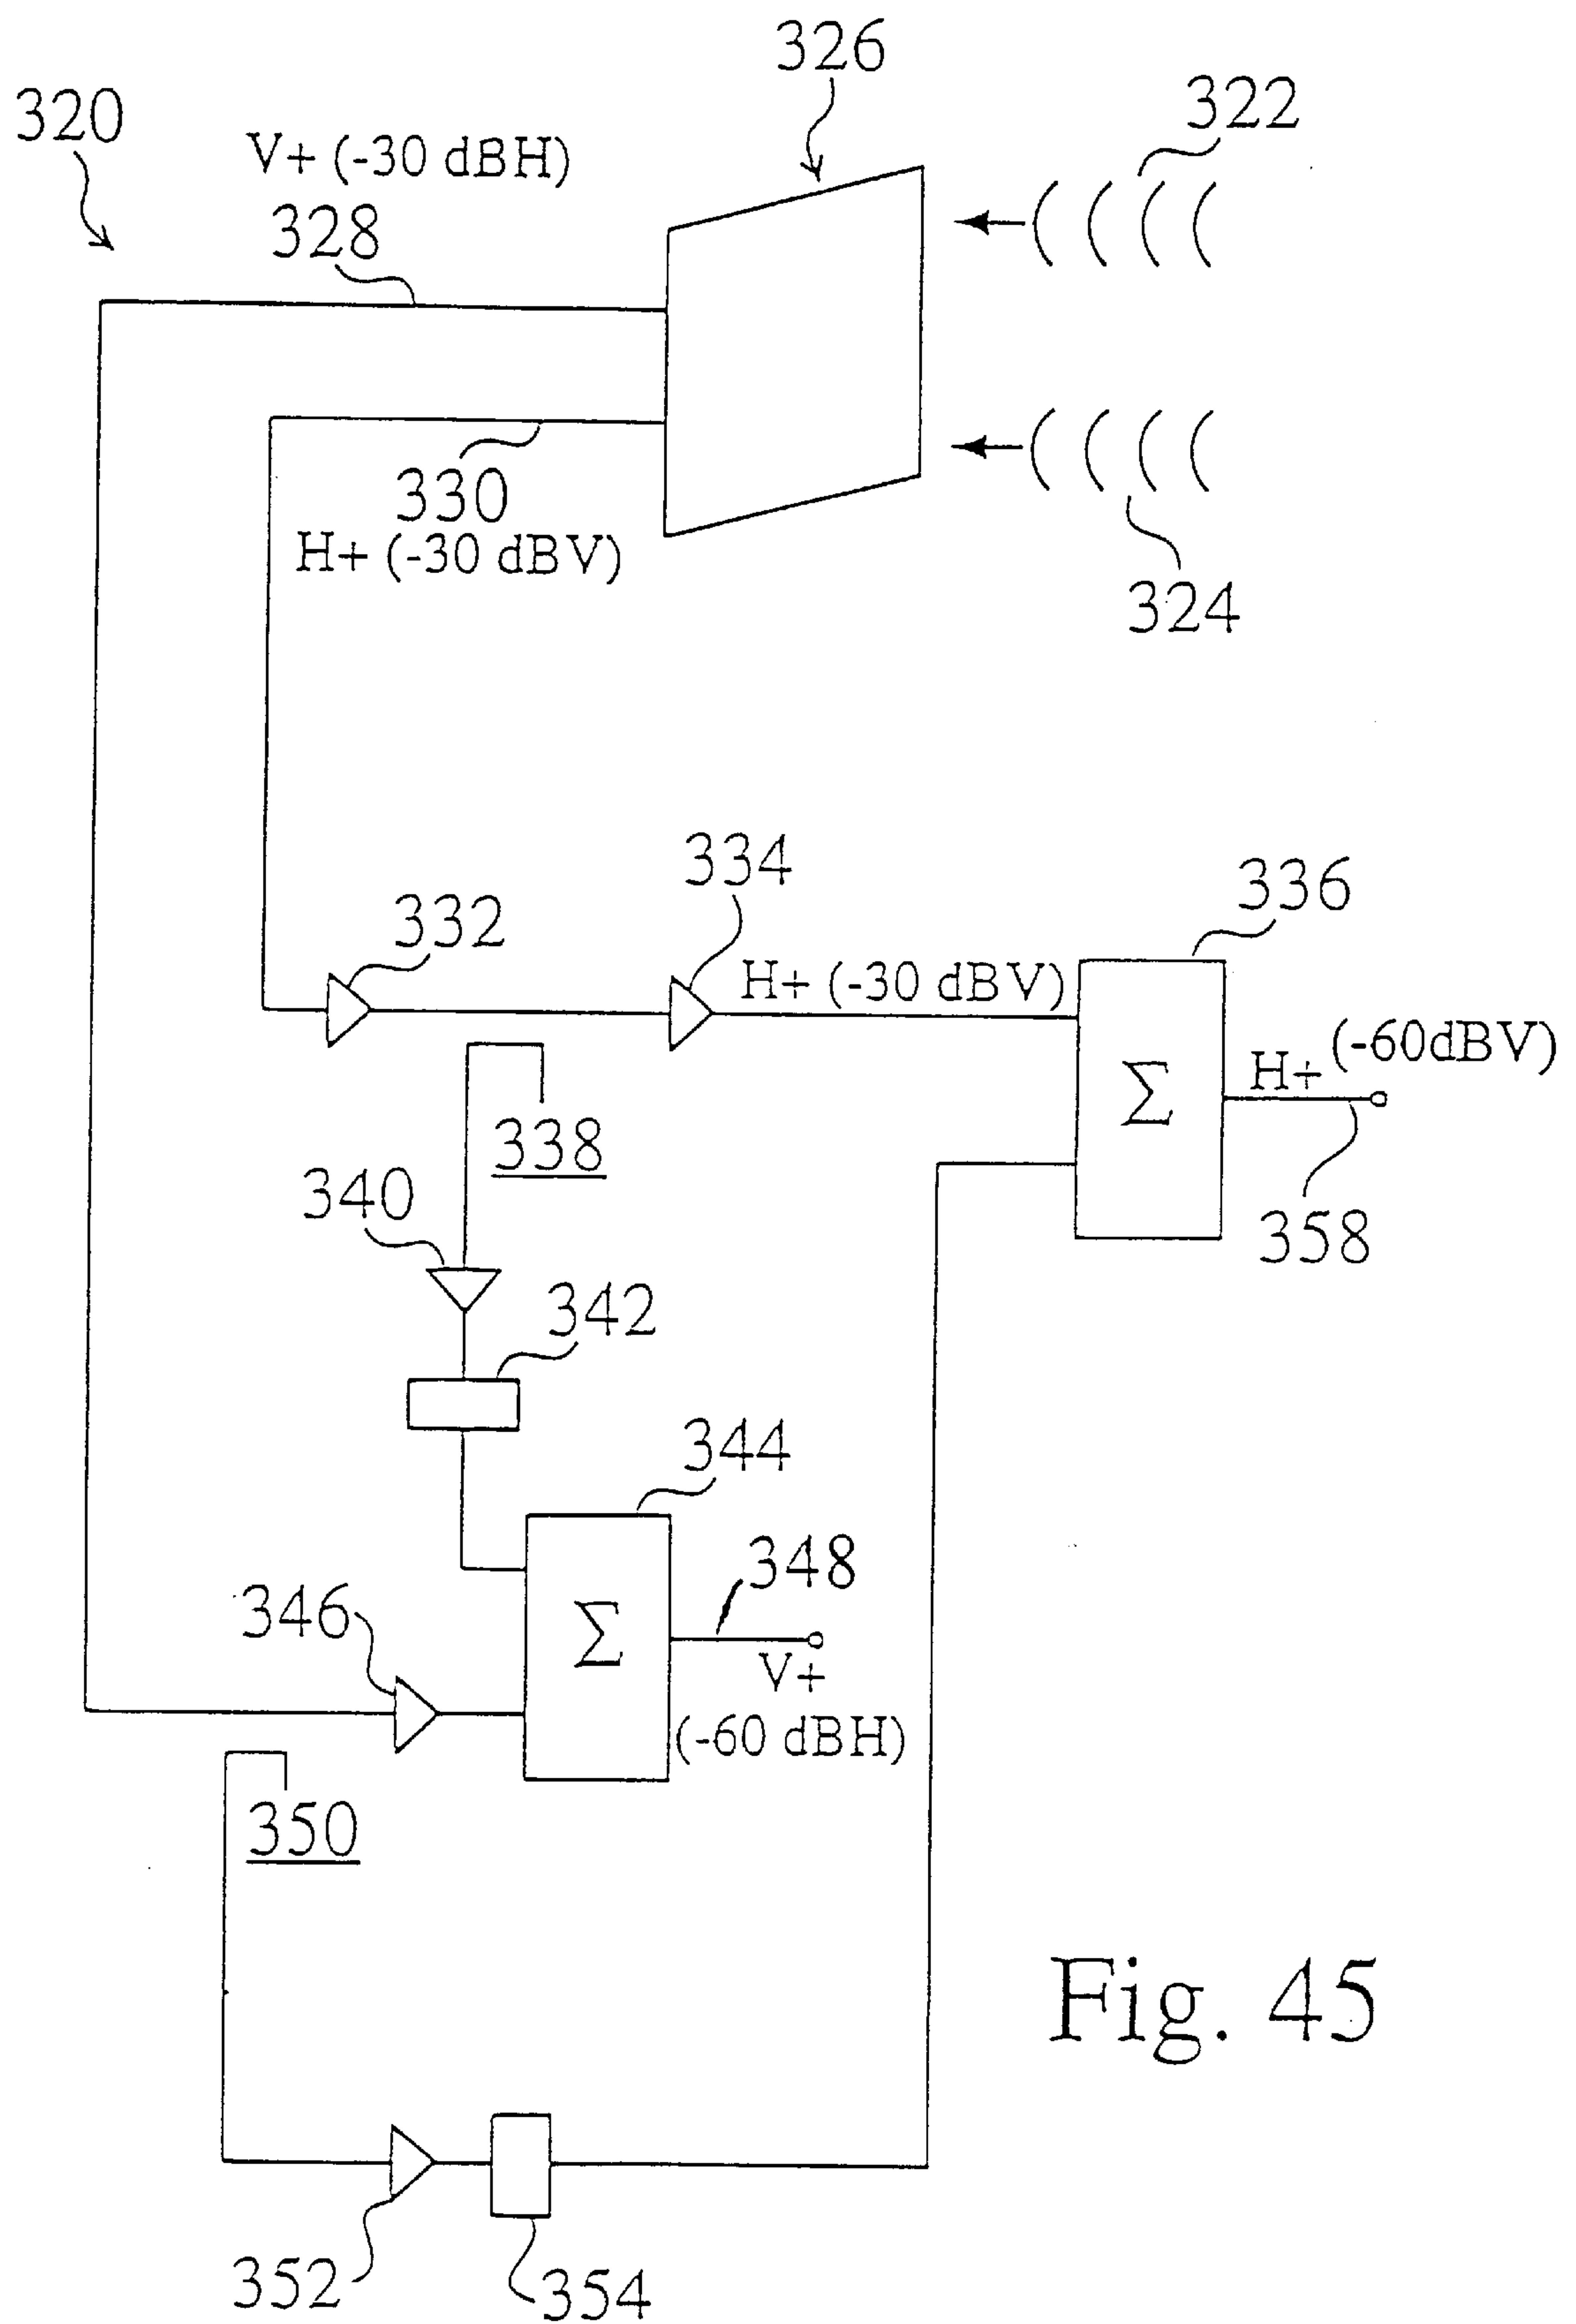 326
322
320
V+ (-30 dBH)
328
330
H+ (-30 dBV)
324
334
336
332
H+ (-30 dBV)
(-60dBV)
H+
338
340
358
342
344
348
346
V+
(-60 dBH)
350
Σ
Σ
Fig. 45
352
354